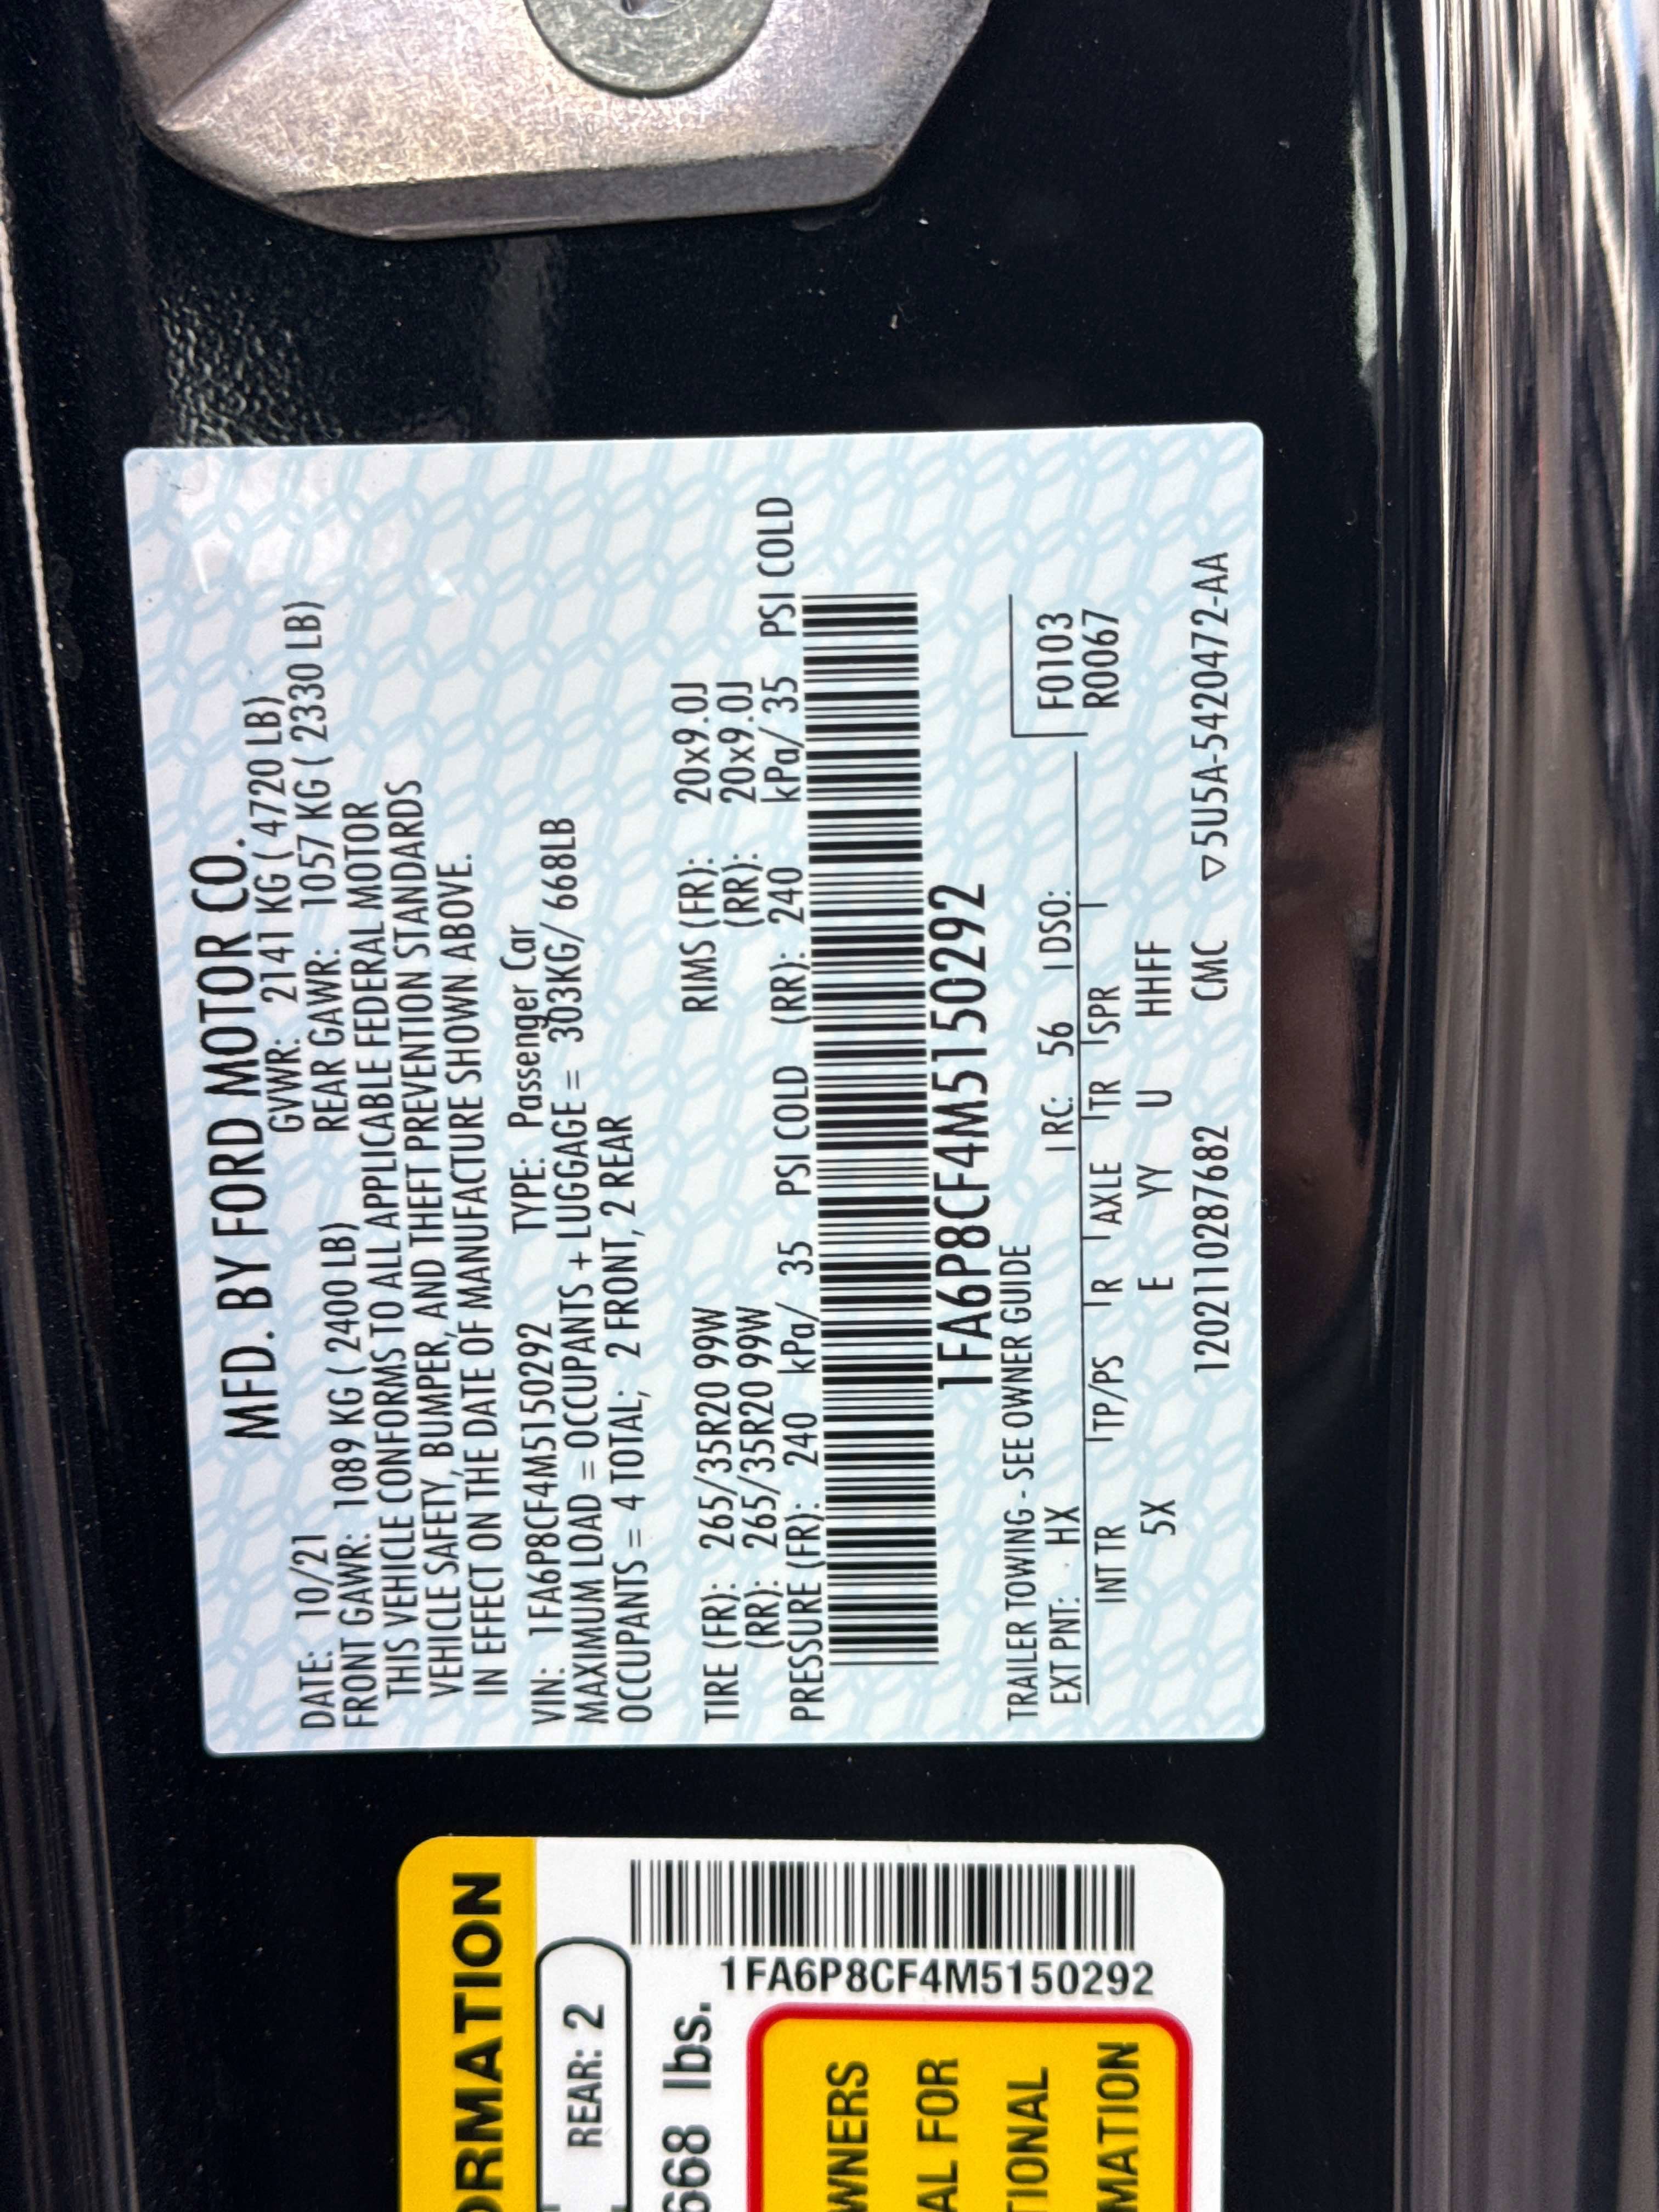 MFD. BY FORD MOTOR CO.
DATE: 10/21 GVWR: 2141 KG ( 4720 LB)
FRONT GAWR: 1089 KG ( 2400 LB) REAR GAWR: 1057 KG ( 2330 LB)
THIS VEHICLE CONFORMS TO ALL APPLICABLE FEDERAL MOTOR
VEHICLE SAFETY, BUMPER, AND THEFT PREVENTION STANDARDS
IN EFFECT ON THE DATE OF MANUFACTURE SHOWN ABOVE.
VIN: 1FA6P8CF4M5150292 TYPE: Passenger Car
MAXIMUM LOAD = OCCUPANTS + LUGGAGE = 303KG/ 668LB
OCCUPANTS = 4 TOTAL; 2 FRONT, 2 REAR
TIRE (FR): 265/35R20 99W RIMS (FR): 20x9.0J
(RR): 265/35R20 99W (RR): 20x9.0J
PRESSURE (FR): 240 kPa/ 35 PSI COLD (RR): 240 kPa/ 35 PSI COLD
1FA6P8CF4M5150292
TRAILER TOWING - SEE OWNER GUIDE
EXT PNT: HX RC: 56 DSO: F0103
INT TR TP/PS R AXLE TR SPR R0067
5X E YY U HHFF
12021102876​82 CMC ▽5U5A-5420472-AA
ORMATION
REAR: 2
668 lbs.
1FA6P8CF4M5150292
WNERS
AL FOR
TIONAL
MATION